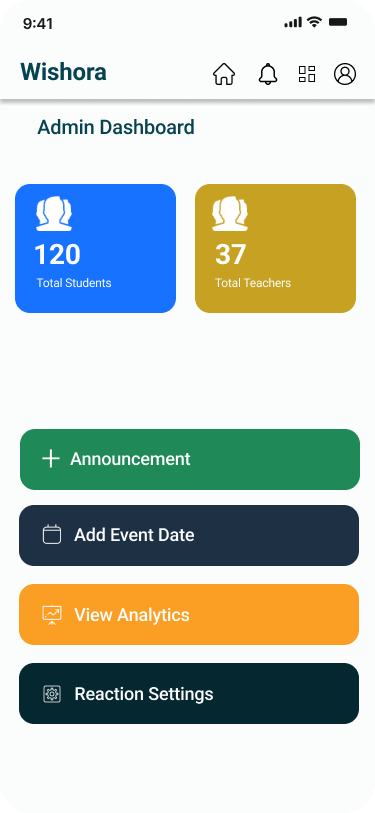 9:41
Wishora
Admin Dashboard
120
Total Students
37
Total Teachers
Announcement
Add Event Date
View Analytics
Reaction Settings